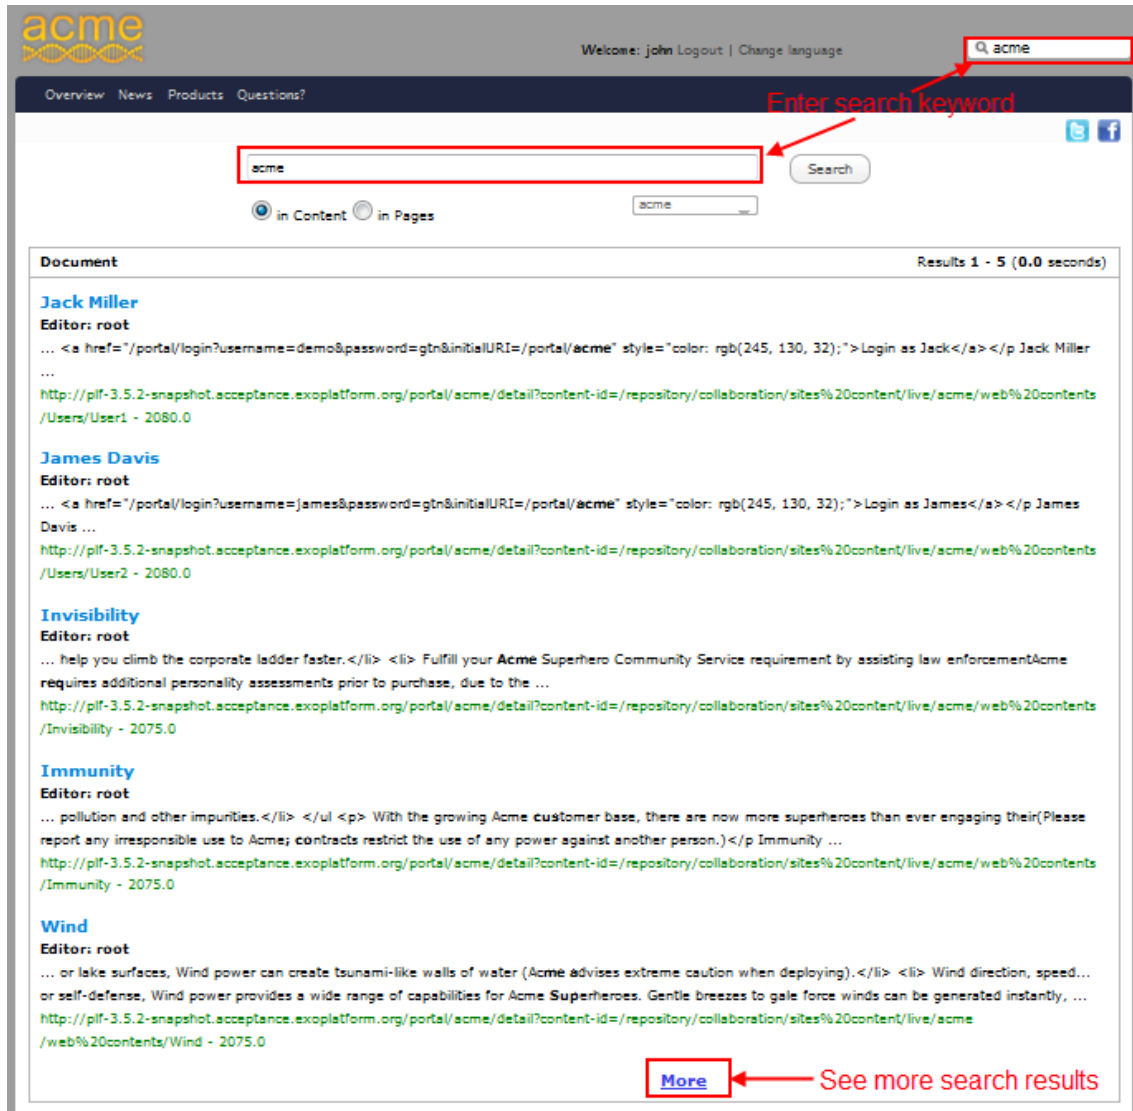 acme
Welcome: john Logout | Change language
acme
Overview News Products Questions?
Enter search keyword
acme
Search
in Content in Pages
acme
Document
Results 1 - 5 (0.0 seconds)
Jack Miller
Editor: root
... <a href="/portal/login?username=demo&password=gtn&initialURI=/portal/acme" style="color: rgb(245, 130, 32);">Login as Jack</a></p Jack Miller
...
http://plf-3.5.2-snapshot.acceptance.exoplatform.org/portal/acme/detail?content-id=/repository/collaboration/sites%20content/live/acme/web%20contents
/Users/User1 - 2080.0
James Davis
Editor: root
... <a href="/portal/login?username=james&password=gtn&initialURI=/portal/acme" style="color: rgb(245, 130, 32);">Login as James</a></p James
Davis ...
http://plf-3.5.2-snapshot.acceptance.exoplatform.org/portal/acme/detail?content-id=/repository/collaboration/sites%20content/live/acme/web%20contents
/Users/User2 - 2080.0
Invisibility
Editor: root
... help you climb the corporate ladder faster.</li> <li> Fulfill your Acme Superhero Community Service requirement by assisting law enforcementAcme
requires additional personality assessments prior to purchase, due to the ...
http://plf-3.5.2-snapshot.acceptance.exoplatform.org/portal/acme/detail?content-id=/repository/collaboration/sites%20content/live/acme/web%20contents
/Invisibility - 2075.0
Immunity
Editor: root
... pollution and other impurities.</li> </ul <p> With the growing Acme customer base, there are now more superheroes than ever engaging their(Please
report any irresponsible use to Acme; contracts restrict the use of any power against another person.)</p Immunity ...
http://plf-3.5.2-snapshot.acceptance.exoplatform.org/portal/acme/detail?content-id=/repository/collaboration/sites%20content/live/acme/web%20contents
/Immunity - 2075.0
Wind
Editor: root
... or lake surfaces, Wind power can create tsunami-like walls of water (Acme advises extreme caution when deploying).</li> <li> Wind direction, speed...
or self-defense, Wind power provides a wide range of capabilities for Acme Superheroes. Gentle breezes to gale force winds can be generated instantly, ...
http://plf-3.5.2-snapshot.acceptance.exoplatform.org/portal/acme/detail?content-id=/repository/collaboration/sites%20content/live/acme
/web%20contents/Wind - 2075.0
More
See more search results